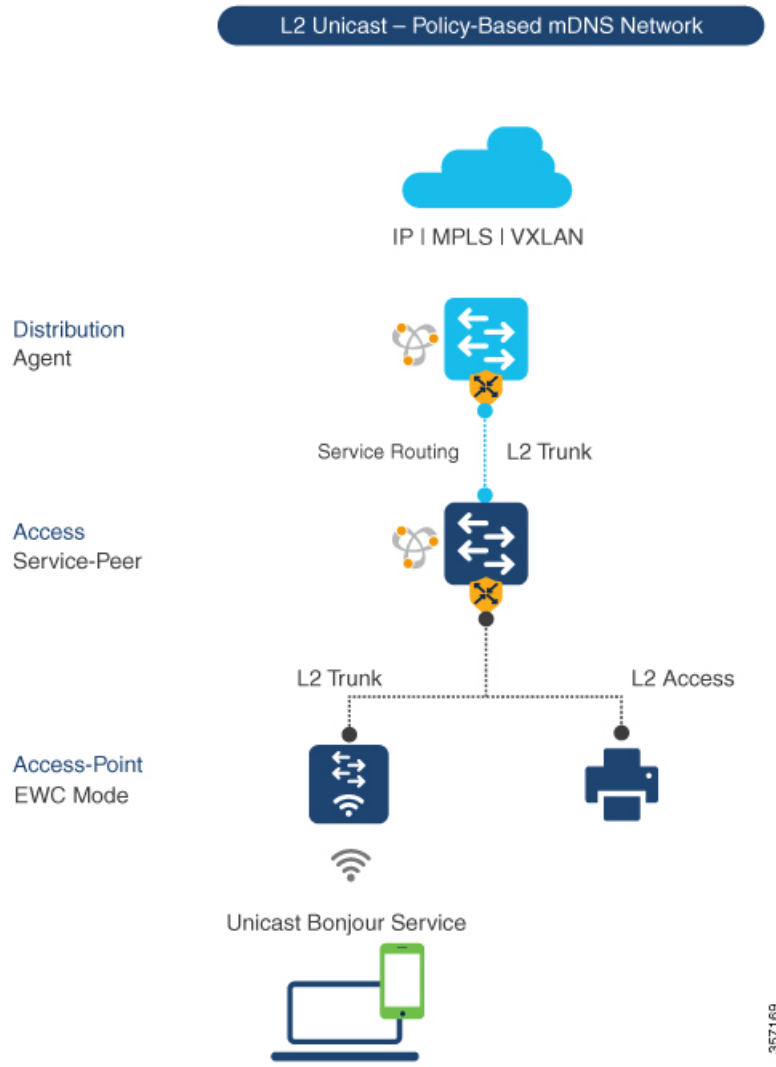 L2 Unicast – Policy-Based mDNS Network
IP | MPLS | VXLAN
Distribution
Agent
Service Routing
L2 Trunk
Access
Service-Peer
L2 Trunk
L2 Access
Access-Point
EWC Mode
Unicast Bonjour Service
357169